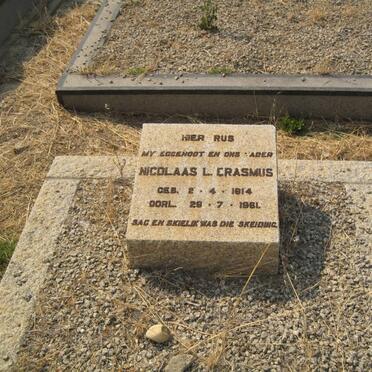 HIER RUS
MY EGGENOOT EN ONS VADER
NICOLAAS L. ERASMUS
GEB. 2 - 4 - 1914
OORL. 29 - 7 - 1961.
SAG EN SKIELIK WAS DIE SKEIDING.